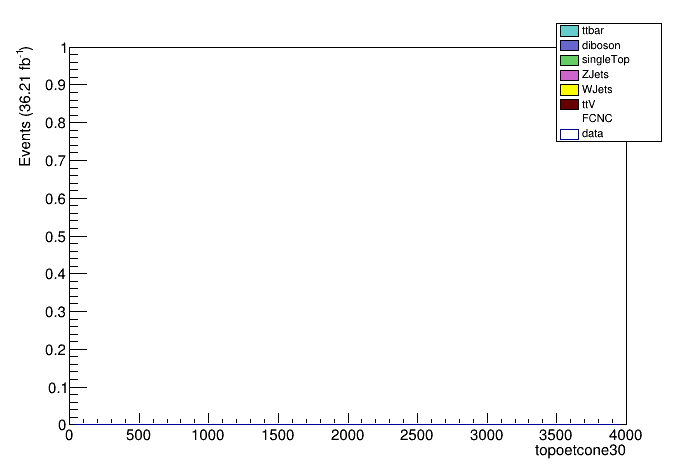 ttbar
diboson
singleTop
ZJets
WJets
ttV
FCNC
data
Events (36.21 fb⁻¹)
1
0.9
0.8
0.7
0.6
0.5
0.4
0.3
0.2
0.1
0
0 500 1000 1500 2000 2500 3000 3500 4000
topoetcone30